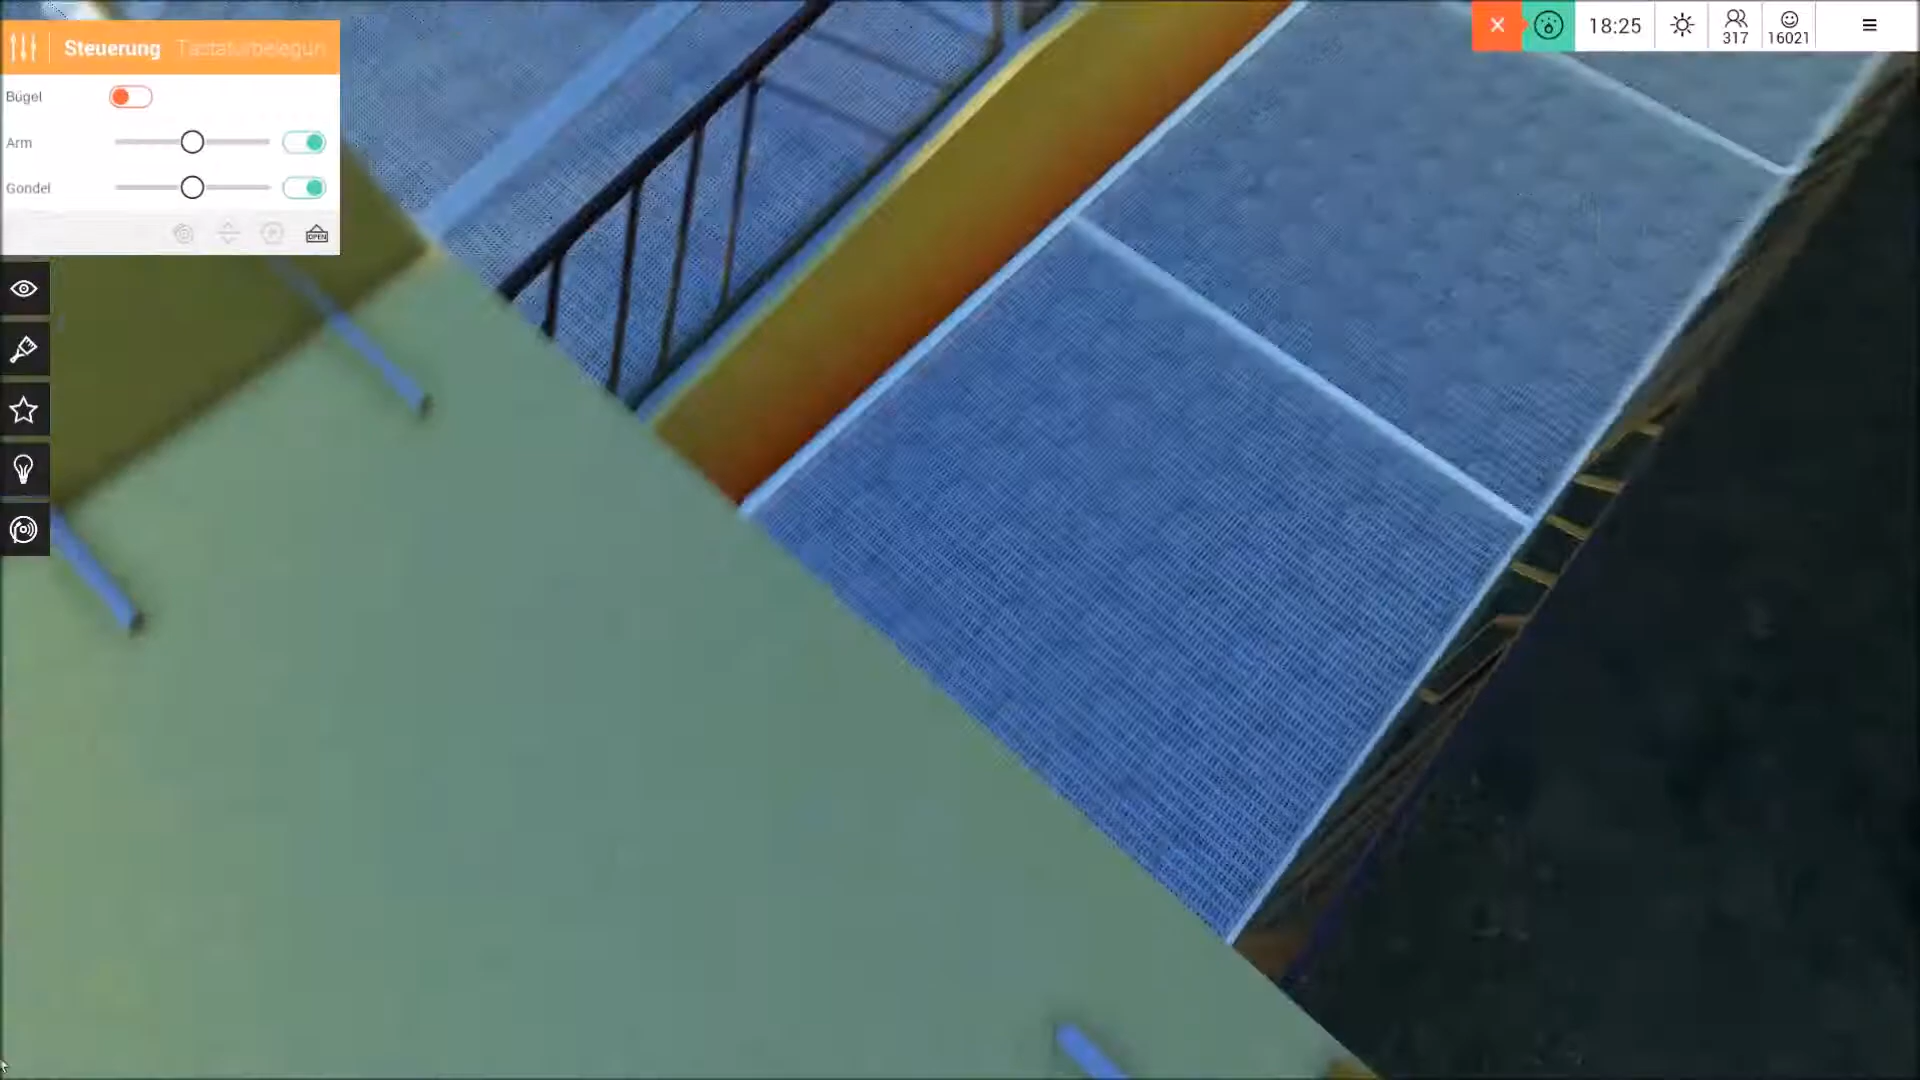 Steuerung Tastaturbelegun
Bügel
Arm
Gondel
OPEN
18:25
317
16021